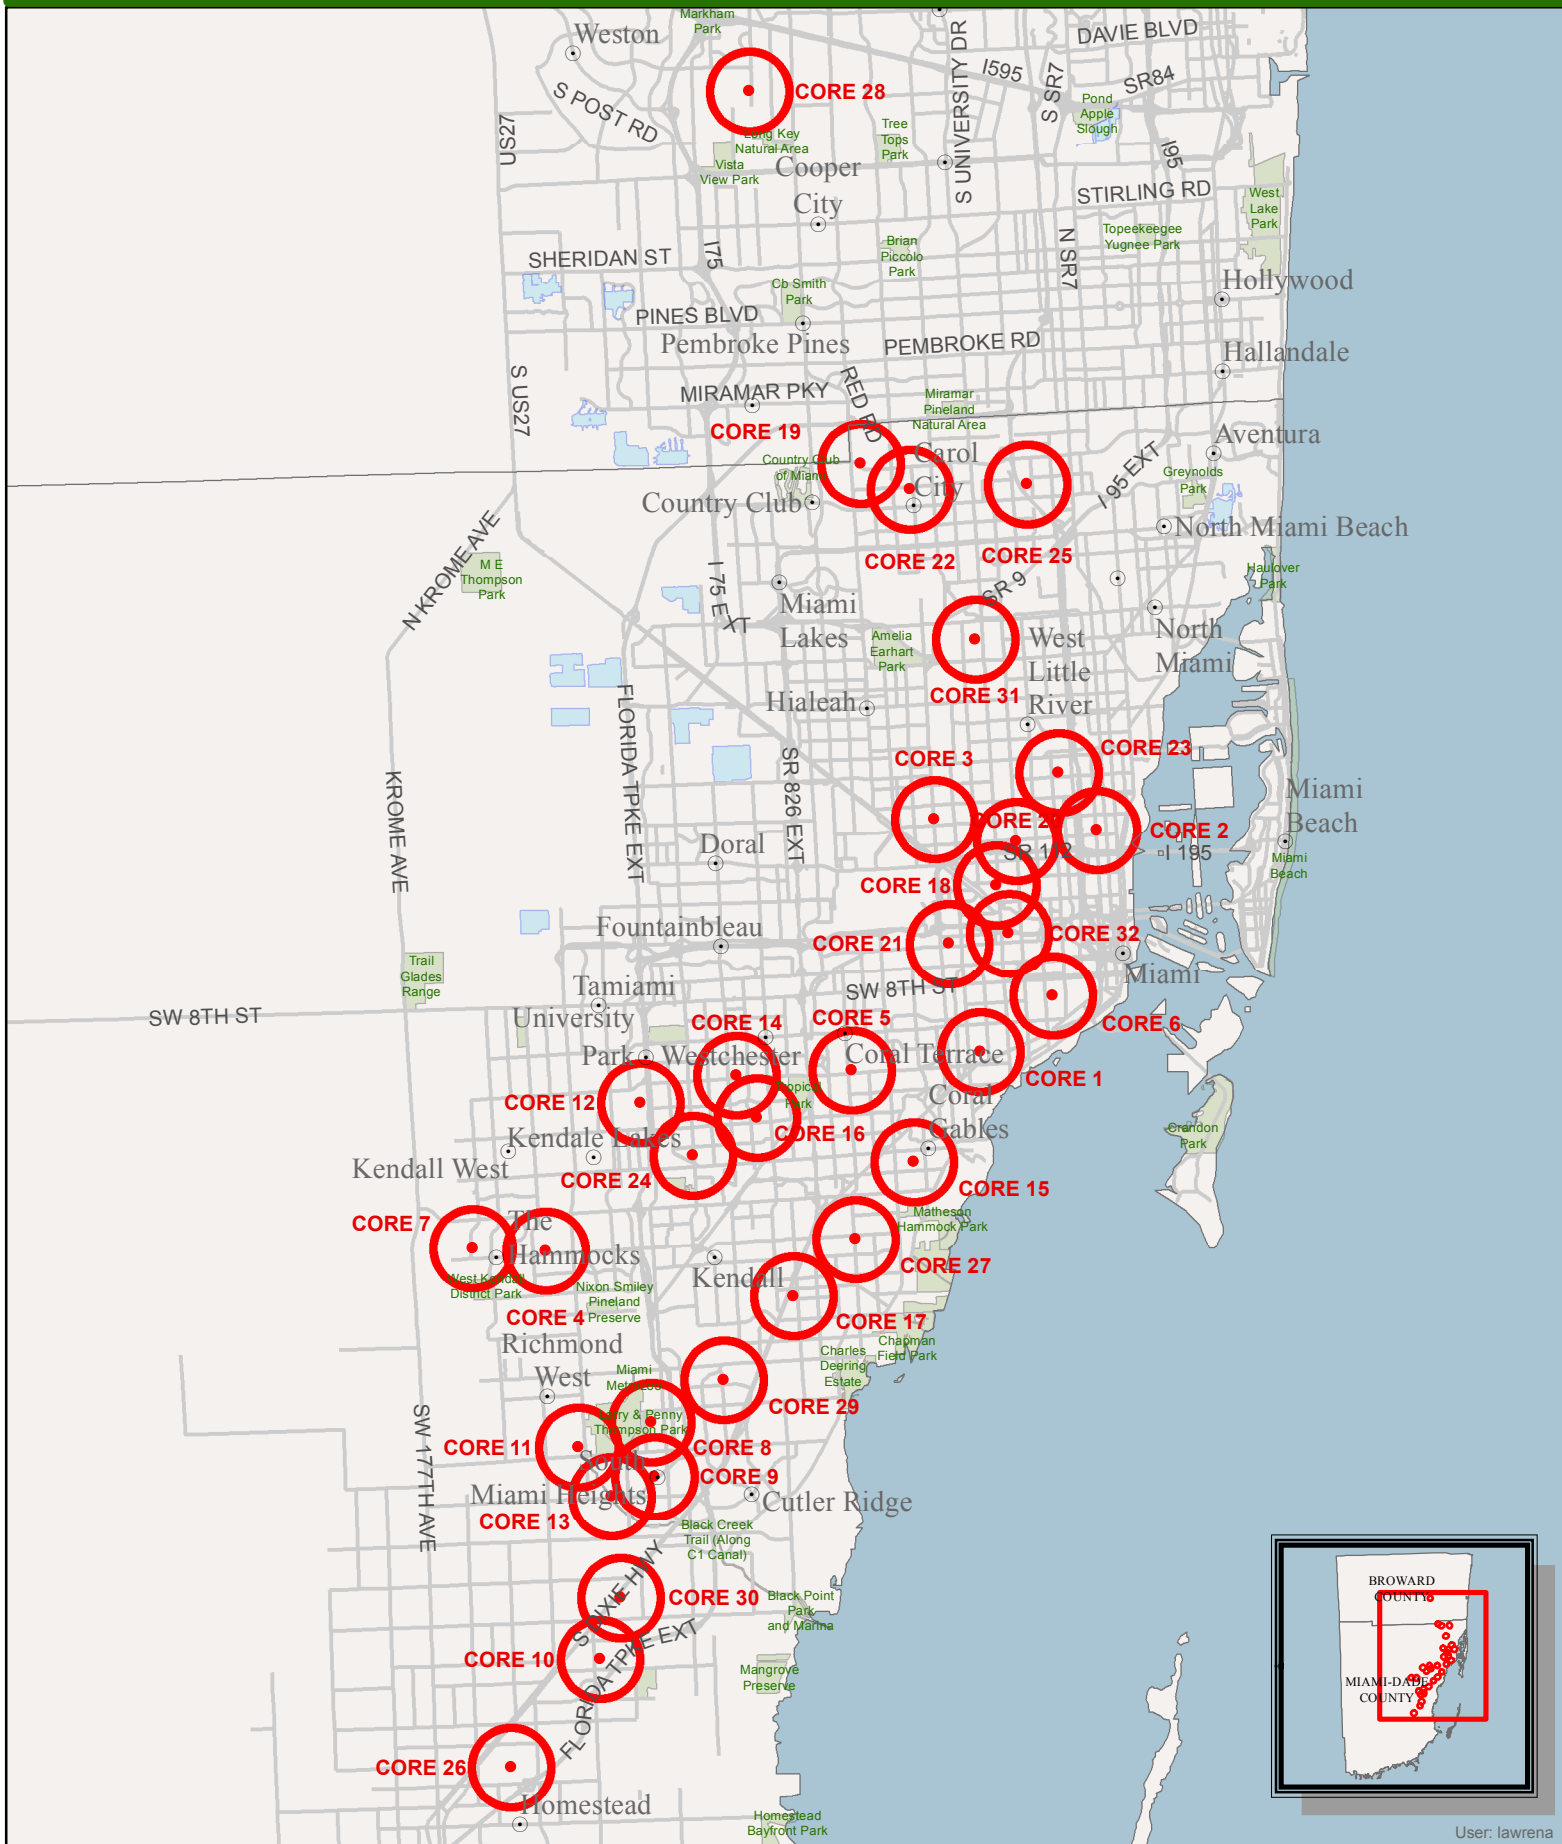 Markham
Park
Weston
DAVIE BLVD
S UNIVERSITY DR
I595
S SR7
SR84
S POST RD
CORE 28
Pond
Apple
Slough
US27
Long Key
Natural Area
Tree
Tops
Park
I95
Vista
View Park
Cooper
City
STIRLING RD
West
Lake
Park
SHERIDAN ST
I75
Brian
Piccolo
Park
N SR7
Topeekeegee
Yugnee Park
Hollywood
Cb Smith
Park
PINES BLVD
Pembroke Pines
PEMBROKE RD
Hallandale
S US27
MIRAMAR PKY
RED RD
Miramar
Pineland
Natural Area
CORE 19
Aventura
Country Club
of Miami
Carol
City
I 95 EXT
Greynolds
Park
Country Club
North Miami Beach
N KROME AVE
M E
Thompson
Park
CORE 22
CORE 25
Haulover
Park
I 75 EXT
XT
SR 9
Miami
Lakes
Amelia
Earhart
Park
West
Little
River
North
Miami
CORE 31
Hialeah
FLORIDA TPKE EXT
SR 826 EXT
CORE 3
CORE 23
KROME AVE
Miami
Beach
CORE 2
SR 112
I 195
Doral
Miami
Beach
CORE 18
Fountainbleau
CORE 21
CORE 32
Trail
Glades
Range
Miami
Tamiami
SW 8TH ST
SW 8TH ST
University
Park
CORE 14
CORE 5
CORE 6
Westchester
Coral Terrace
CORE 1
Tropical
Park
Coral
Gables
CORE 12
CORE 16
Crandon
Park
Kendale Lakes
Kendall West
CORE 24
CORE 15
CORE 7
The
Hammocks
Matheson
Hammock Park
CORE 27
Kendall
West Kendall
District Park
Nixon Smiley
Pineland
Preserve
CORE 4
CORE 17
Richmond
West
Chapman
Field Park
Charles
Deering
Estate
Miami
Metrozoo
CORE 29
Larry & Penny
Thompson Park
SW 177TH AVE
CORE 11
CORE 8
South
Miami Heights
CORE 9
Cutler Ridge
CORE 13
Black Creek
Trail (Along
C1 Canal)
S DIXIE HWY
CORE 30
Black Point
Park
and Marina
BROWARD
COUNTY
CORE 10
FLORIDA TPKE EXT
Mangrove
Preserve
MIAMI-DADE
COUNTY
CORE 26
Homestead
Homestead
Bayfront Park
User: lawrena